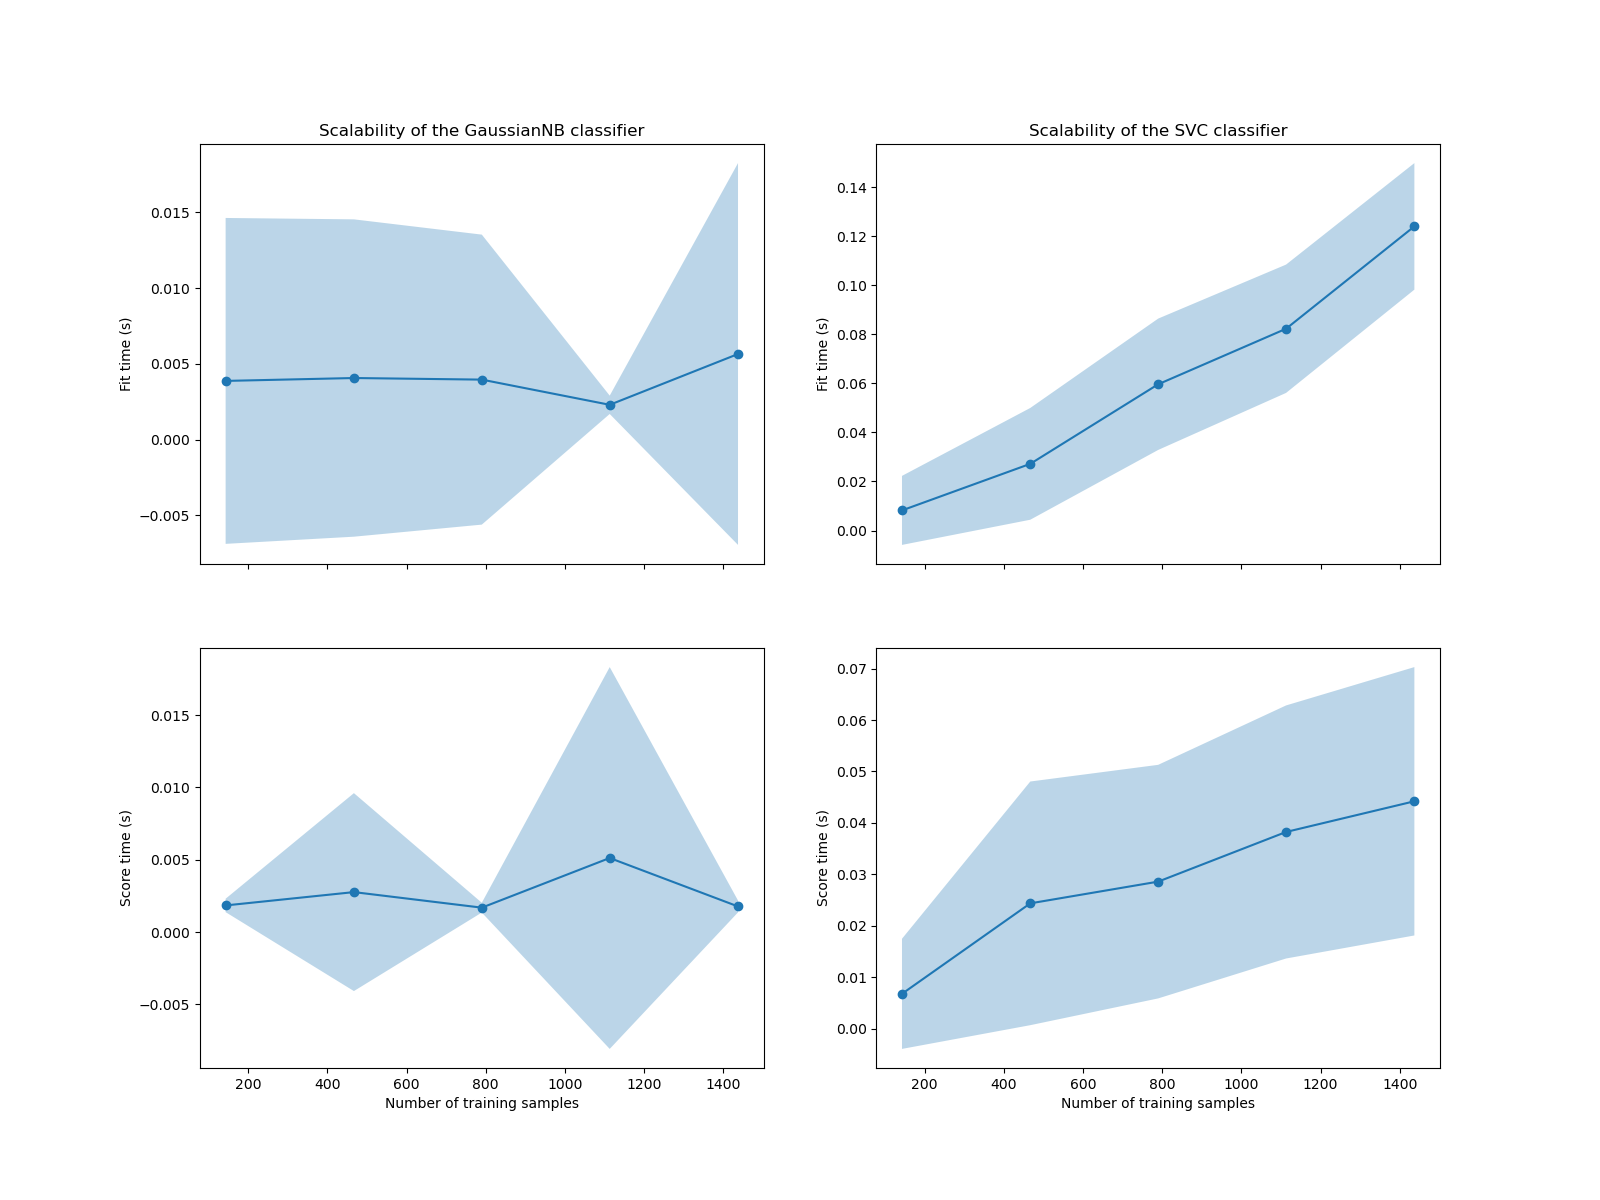 Scalability of the GaussianNB classifier
Scalability of the SVC classifier
Fit time (s)
0.015
0.010
0.005
0.000
−0.005
Fit time (s)
0.14
0.12
0.10
0.08
0.06
0.04
0.02
0.00
Score time (s)
0.015
0.010
0.005
0.000
−0.005
200 400 600 800 1000 1200 1400
Number of training samples
Score time (s)
0.07
0.06
0.05
0.04
0.03
0.02
0.01
0.00
200 400 600 800 1000 1200 1400
Number of training samples